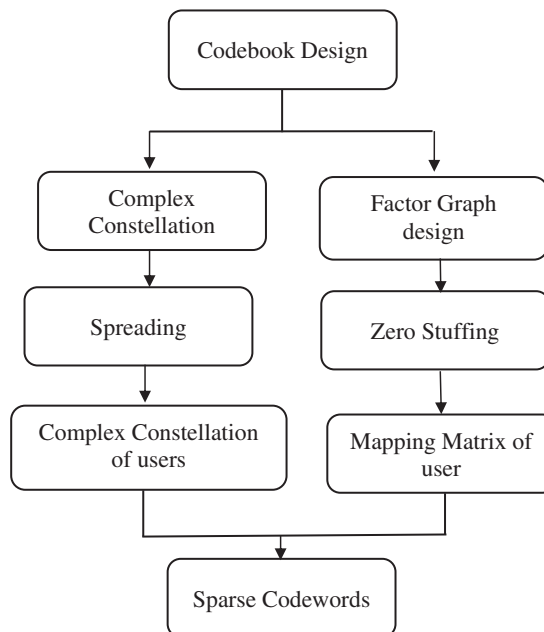 Codebook Design
Complex
Constellation
Factor Graph
design
Spreading
Zero Stuffing
Complex Constellation
of users
Mapping Matrix of
user
Sparse Codewords